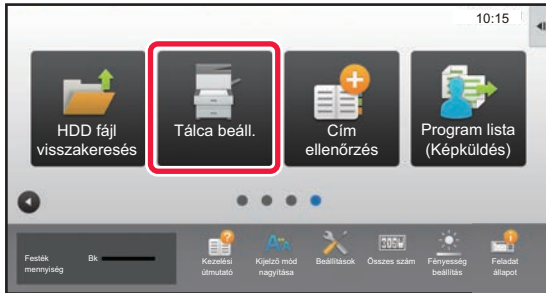 10:15
HDD fájl
visszakeresés
Tálca beáll.
Cím
ellenőrzés
Program lista
(Képküldés)
Festék
mennyiség
Bk
Kezelési
útmutató
Kijelző mód
nagyítása
Beállítások
Összes szám
Fényesség
beállítás
Feladat
állapot